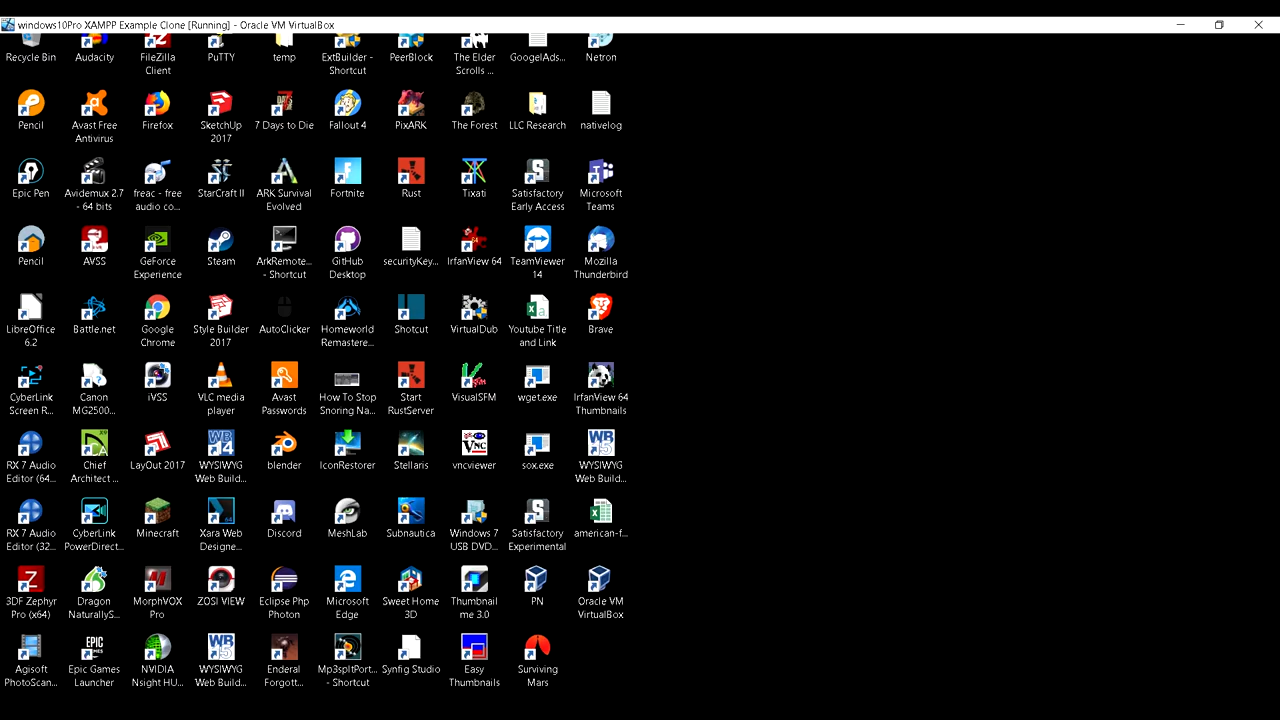 windows10Pro XAMPP Example Clone [Running] - Oracle VM VirtualBox
Recycle Bin
Audacity
FileZilla
Client
PuTTY
temp
ExtBuilder -
Shortcut
PeerBlock
The Elder
Scrolls ...
GoogelAds...
Netron
Pencil
Avast Free
Antivirus
Firefox
SketchUp
2017
7 Days to Die
Fallout 4
PixARK
The Forest
LLC Research
nativelog
Epic Pen
Avidemux 2.7
- 64 bits
freac - free
audio co...
StarCraft II
ARK Survival
Evolved
Fortnite
Rust
Tixati
Satisfactory
Early Access
Microsoft
Teams
Pencil
AVSS
GeForce
Experience
Steam
ArkRemote...
- Shortcut
GitHub
Desktop
securityKey...
IrfanView 64
TeamViewer
14
Mozilla
Thunderbird
LibreOffice
6.2
Battle.net
Google
Chrome
Style Builder
2017
AutoClicker
Homeworld
Remastere...
Shotcut
VirtualDub
Youtube Title
and Link
Brave
CyberLink
Screen R...
Canon
MG2500...
iVSS
VLC media
player
Avast
Passwords
How To Stop
Snoring Na...
Start
RustServer
VisualSFM
wget.exe
IrfanView 64
Thumbnails
RX 7 Audio
Editor (64...
Chief
Architect ...
LayOut 2017
WYSIWYG
Web Build...
blender
IconRestorer
Stellaris
vncviewer
sox.exe
WYSIWYG
Web Build...
RX 7 Audio
Editor (32...
CyberLink
PowerDirect...
Minecraft
Xara Web
Designe...
Discord
MeshLab
Subnautica
Windows 7
USB DVD...
Satisfactory
Experimental
american-f...
3DF Zephyr
Pro (x64)
Dragon
NaturallyS...
MorphVOX
Pro
ZOSI VIEW
Eclipse Php
Photon
Microsoft
Edge
Sweet Home
3D
Thumbnail
me 3.0
PN
Oracle VM
VirtualBox
Agisoft
PhotoScan...
Epic Games
Launcher
NVIDIA
Nsight HU...
WYSIWYG
Web Build...
Enderal
Forgott...
Mp3spltPort...
- Shortcut
Synfig Studio
Easy
Thumbnails
Surviving
Mars